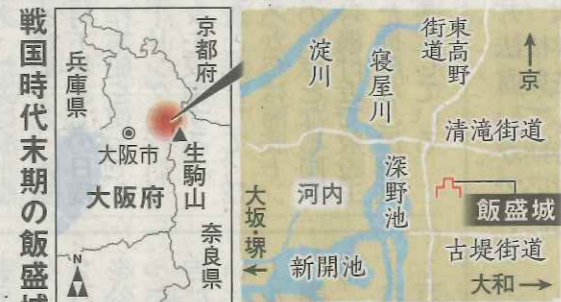 戦国時代末期の飯盛城
京都府
兵庫県
大阪市
大阪府
生駒山
奈良県
N
東高野
街道
↑
京
淀川
寝屋川
清滝街道
深野池
河内
飯盛城
大坂・堺
←
新開池
古堤街道
大和→